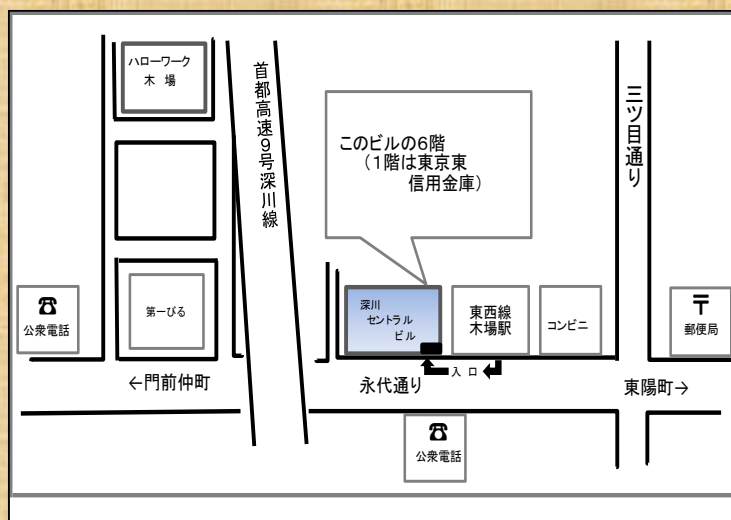 ハローワーク
木 場
首都高速9号深川線
三ツ目通り
このビルの6階
（1階は東京東
信用金庫）
公衆電話
第一びる
深川
セントラル
ビル
東西線
木場駅
コンビニ
〒
郵便局
入 口
←門前仲町
永代通り
東陽町→
公衆電話